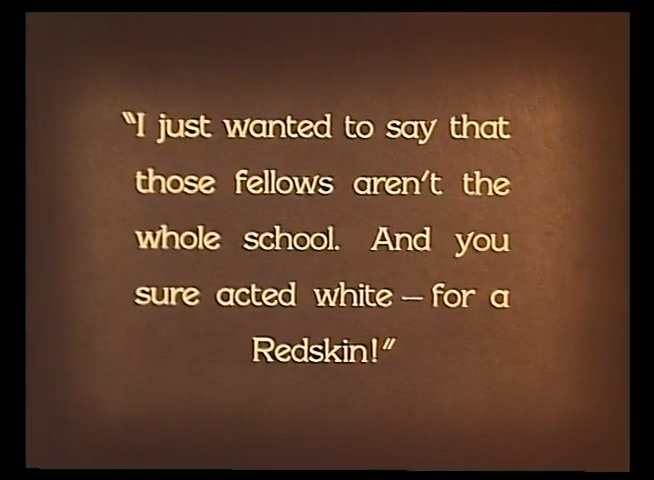 "I just wanted to say that
those fellows aren't the
whole school. And you
sure acted white — for a
Redskin!"